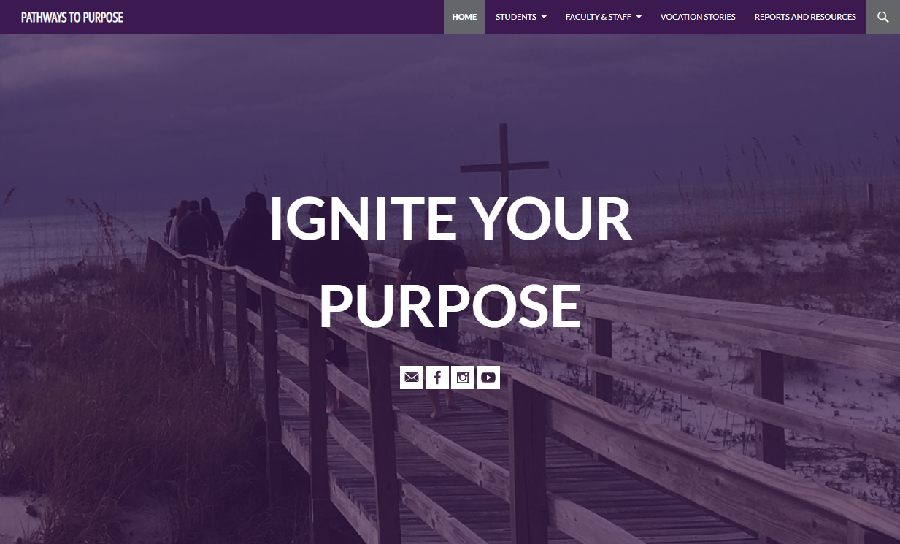 PATHWAYS TO PURPOSE
HOME STUDENTS FACULTY & STAFF VOCATION STORIES REPORTS AND RESOURCES
IGNITE YOUR
PURPOSE